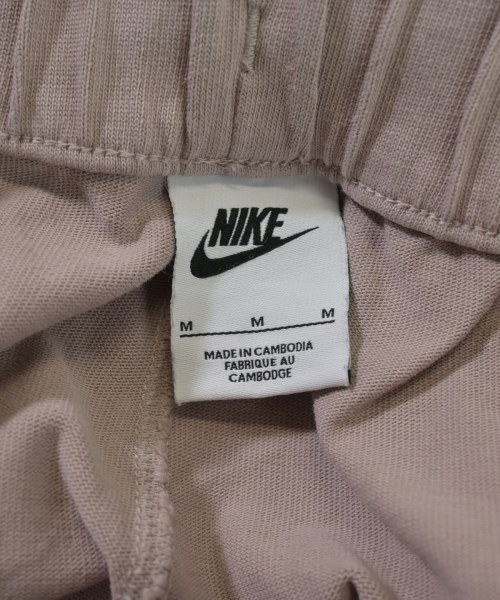 NIKE
M M M
MADE IN CAMBODIA
FABRIQUE AU
CAMBODGE